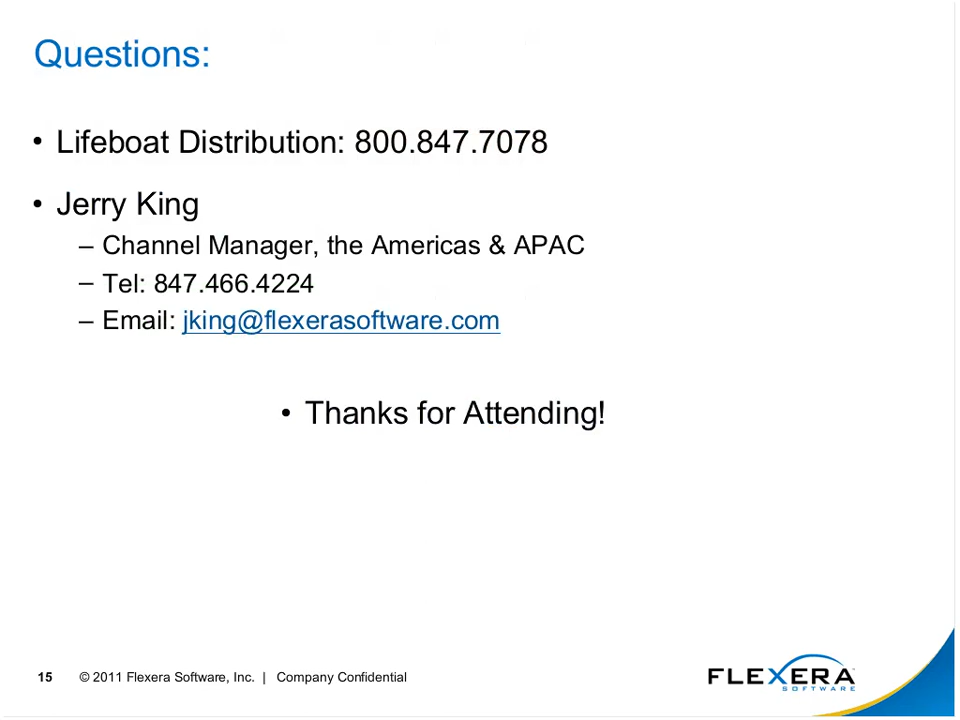 Questions:
• Lifeboat Distribution: 800.847.7078
• Jerry King
– Channel Manager, the Americas & APAC
– Tel: 847.466.4224
– Email: jking@flexerasoftware.com
• Thanks for Attending!
15 © 2011 Flexera Software, Inc. | Company Confidential
FLEXERA
SOFTWARE